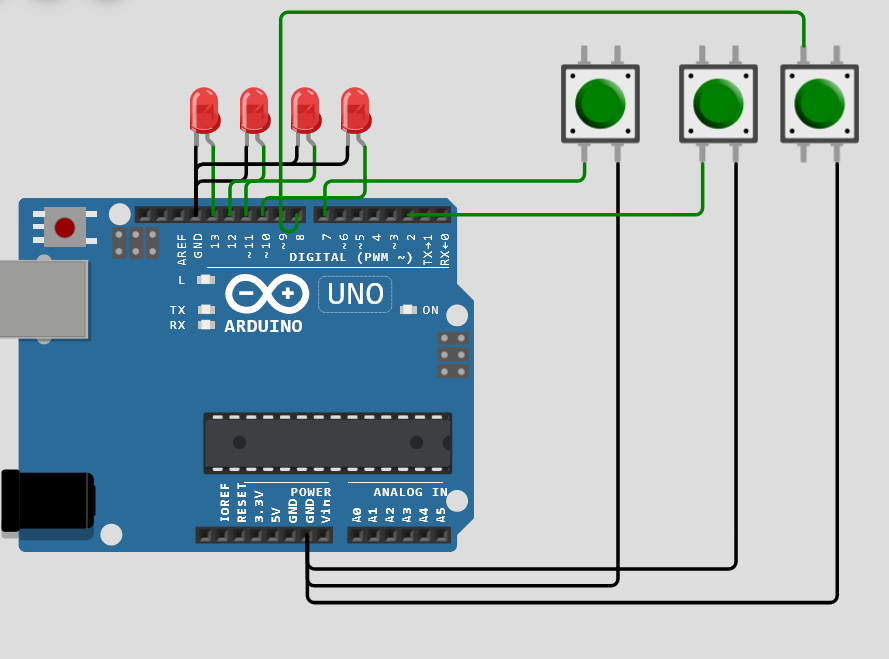 AREF
GND
13
12
~11
~10
~9
8
7
~6
~5
4
~3
2
TX→1
RX←0
DIGITAL (PWM ~)
L
TX
RX
UNO
ON
ARDUINO
IOREF
RESET
3.3V
5V
GND
GND
Vin
POWER
ANALOG IN
A0
A1
A2
A3
A4
A5